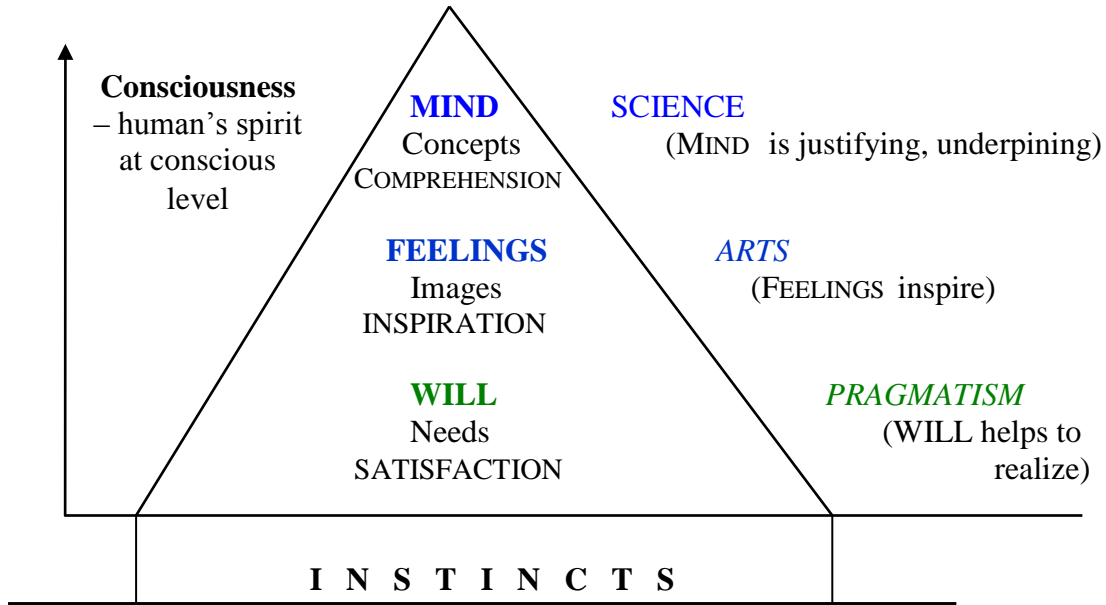 Consciousness
– human's spirit
at conscious
level
MIND
Concepts
COMPREHENSION
SCIENCE
(MIND is justifying, underpining)
FEELINGS
Images
INSPIRATION
ARTS
(FEELINGS inspire)
WILL
Needs
SATISFACTION
PRAGMATISM
(WILL helps to
realize)
I N S T I N C T S